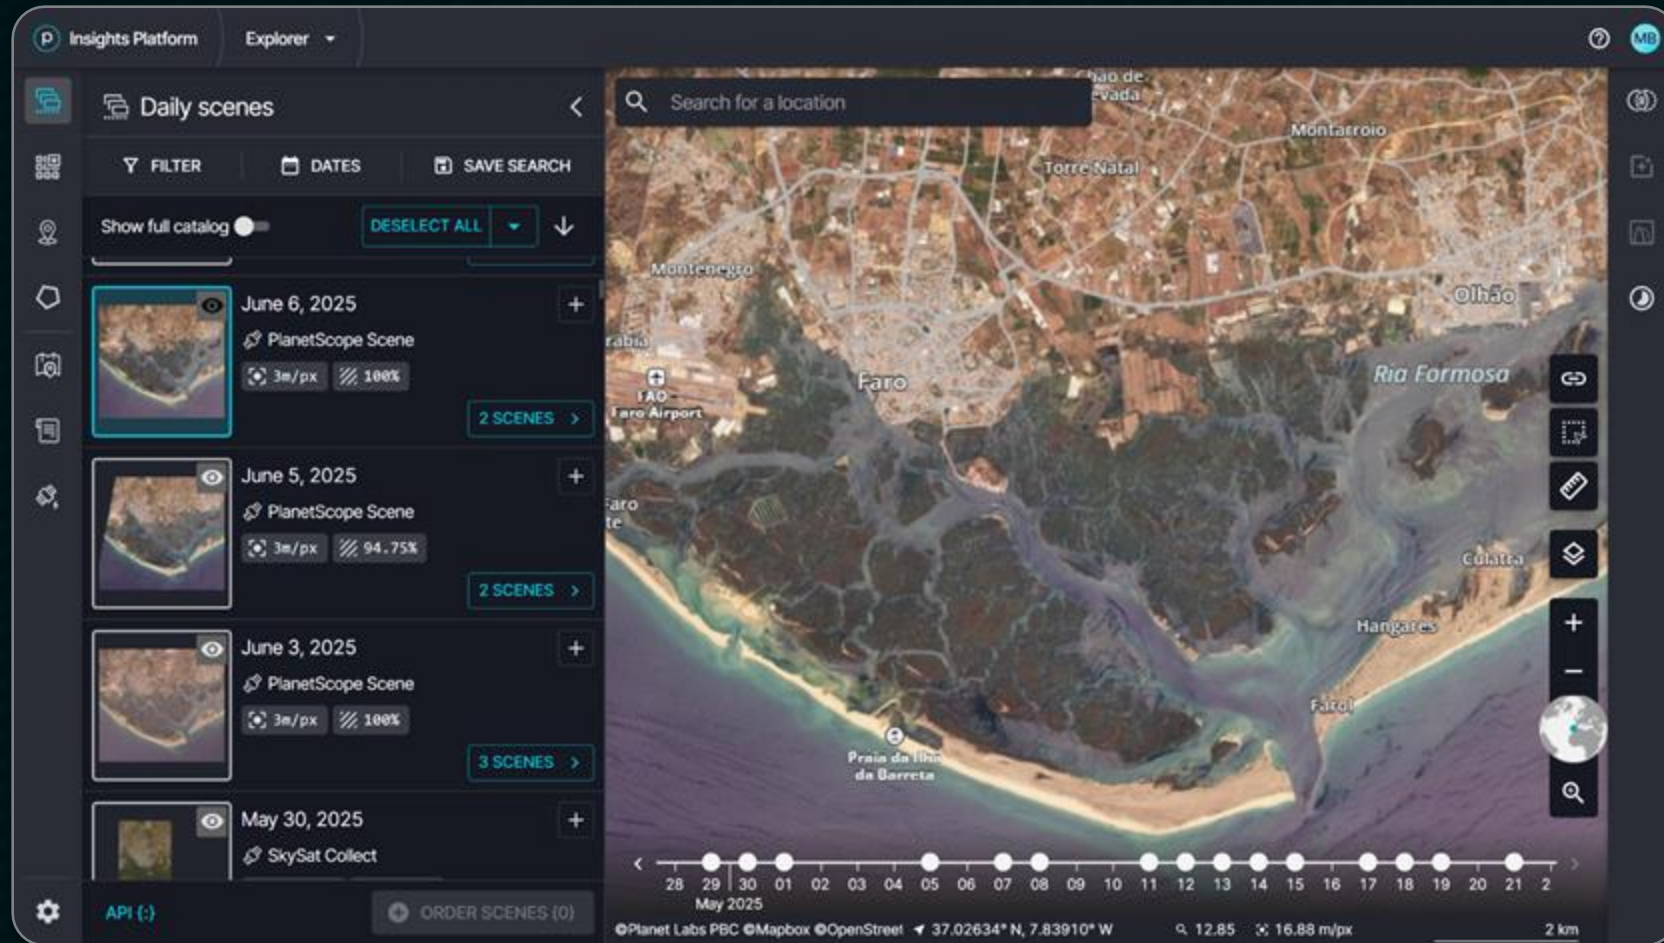 Insights Platform
Explorer
MB
Daily scenes
FILTER
DATES
SAVE SEARCH
Show full catalog
DESELECT ALL
June 6, 2025
PlanetScope Scene
3m/px
100%
2 SCENES
June 5, 2025
PlanetScope Scene
3m/px
94.75%
2 SCENES
June 3, 2025
PlanetScope Scene
3m/px
100%
3 SCENES
May 30, 2025
SkySat Collect
API {:}
ORDER SCENES (0)
Search for a location
Montarroio
Torre Natal
Montenegro
Olhão
Ria Formosa
Faro
FAO -
Faro Airport
Culatra
Hangares
Farol
Praia da Ilha
da Barreta
28 29 30 01 02 03 04 05 06 07 08 09 10 11 12 13 14 15 16 17 18 19 20 21 2
May 2025
©Planet Labs PBC ©Mapbox ©OpenStreet
37.02634° N, 7.83910° W
12.85
16.88 m/px
2 km